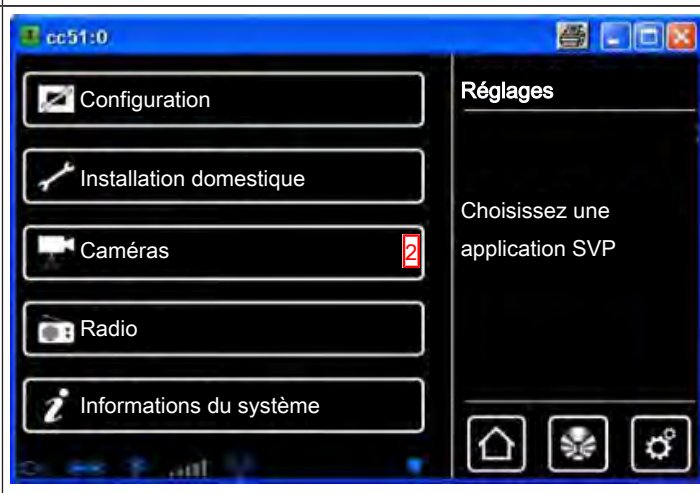 cc51:0
Configuration
Installation domestique
Caméras 2
Radio
Informations du système
Réglages
Choisissez une
application SVP